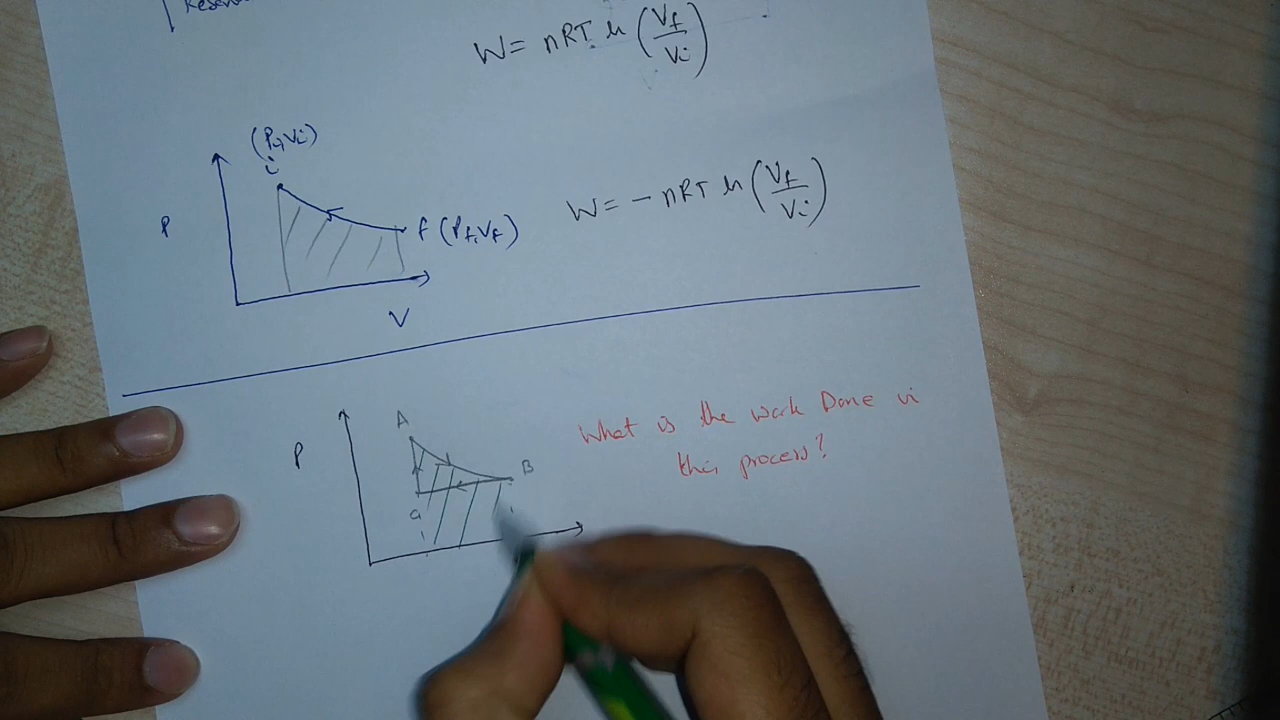 W= nRT ln (Vf/Vi)
(Pi,Vi)
i
P
f (Pf,Vf)
W= - nRT ln (Vf/Vi)
V
A
P
B
What is the work Done in
this process?